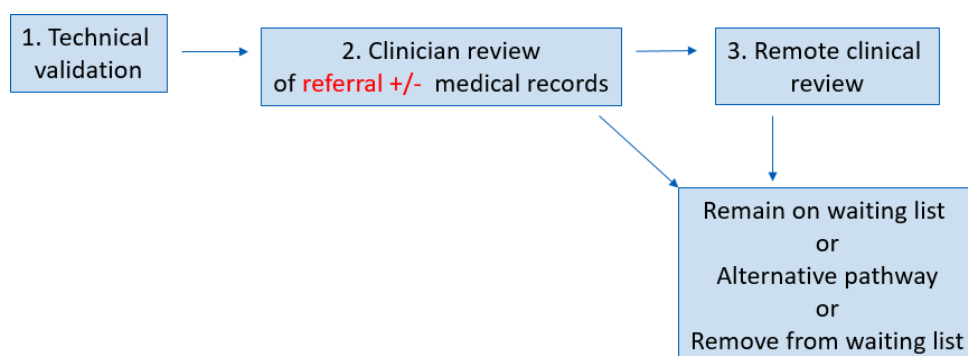 1. Technical
validation
2. Clinician review
of referral +/- medical records
3. Remote clinical
review
Remain on waiting list
or
Alternative pathway
or
Remove from waiting list